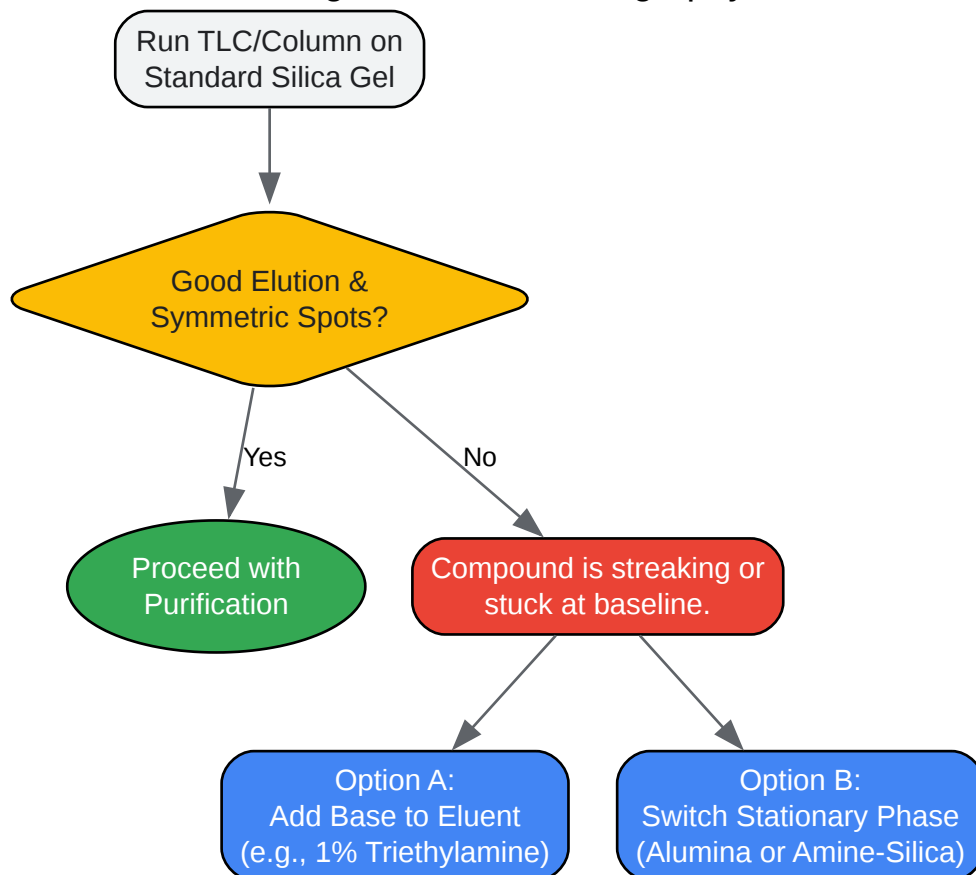 Run TLC/Column on
Standard Silica Gel
Good Elution &
Symmetric Spots?
Yes
No
Proceed with
Purification
Compound is streaking or
stuck at baseline.
Option A:
Add Base to Eluent
(e.g., 1% Triethylamine)
Option B:
Switch Stationary Phase
(Alumina or Amine-Silica)